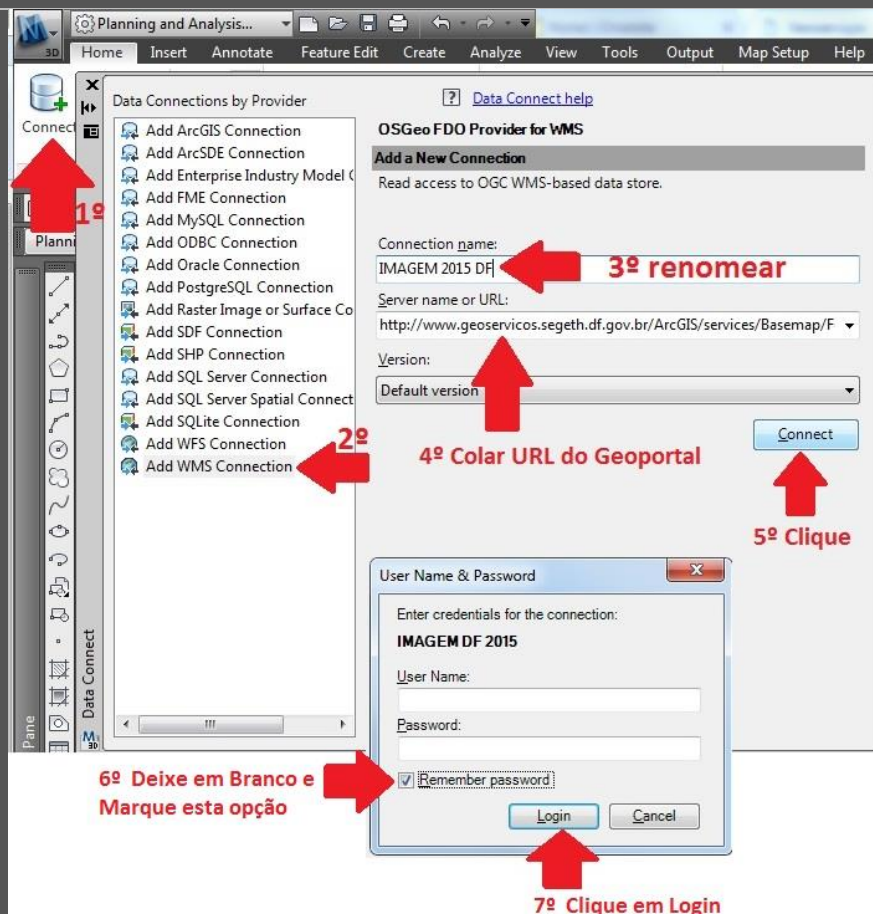 Planning and Analysis...
3D
Home Insert Annotate Feature Edit Create Analyze View Tools Output Map Setup Help
Connect
1º
Planni
Data Connections by Provider
Add ArcGIS Connection
Add ArcSDE Connection
Add Enterprise Industry Model (
Add FME Connection
Add MySQL Connection
Add ODBC Connection
Add Oracle Connection
Add PostgreSQL Connection
Add Raster Image or Surface Co
Add SDF Connection
Add SHP Connection
Add SQL Server Connection
Add SQL Server Spatial Connect
Add SQLite Connection
Add WFS Connection
Add WMS Connection
2º
Data Connect
Pane
? Data Connect help
OSGeo FDO Provider for WMS
Add a New Connection
Read access to OGC WMS-based data store.
Connection name:
IMAGEM 2015 DF
3º renomear
Server name or URL:
http://www.geoservicos.segeth.df.gov.br/ArcGIS/services/Basemap/F
Version:
Default version
4º Colar URL do Geoportal
Connect
5º Clique
User Name & Password
Enter credentials for the connection:
IMAGEM DF 2015
User Name:
Password:
Remember password
6º Deixe em Branco e
Marque esta opção
Login Cancel
7º Clique em Login